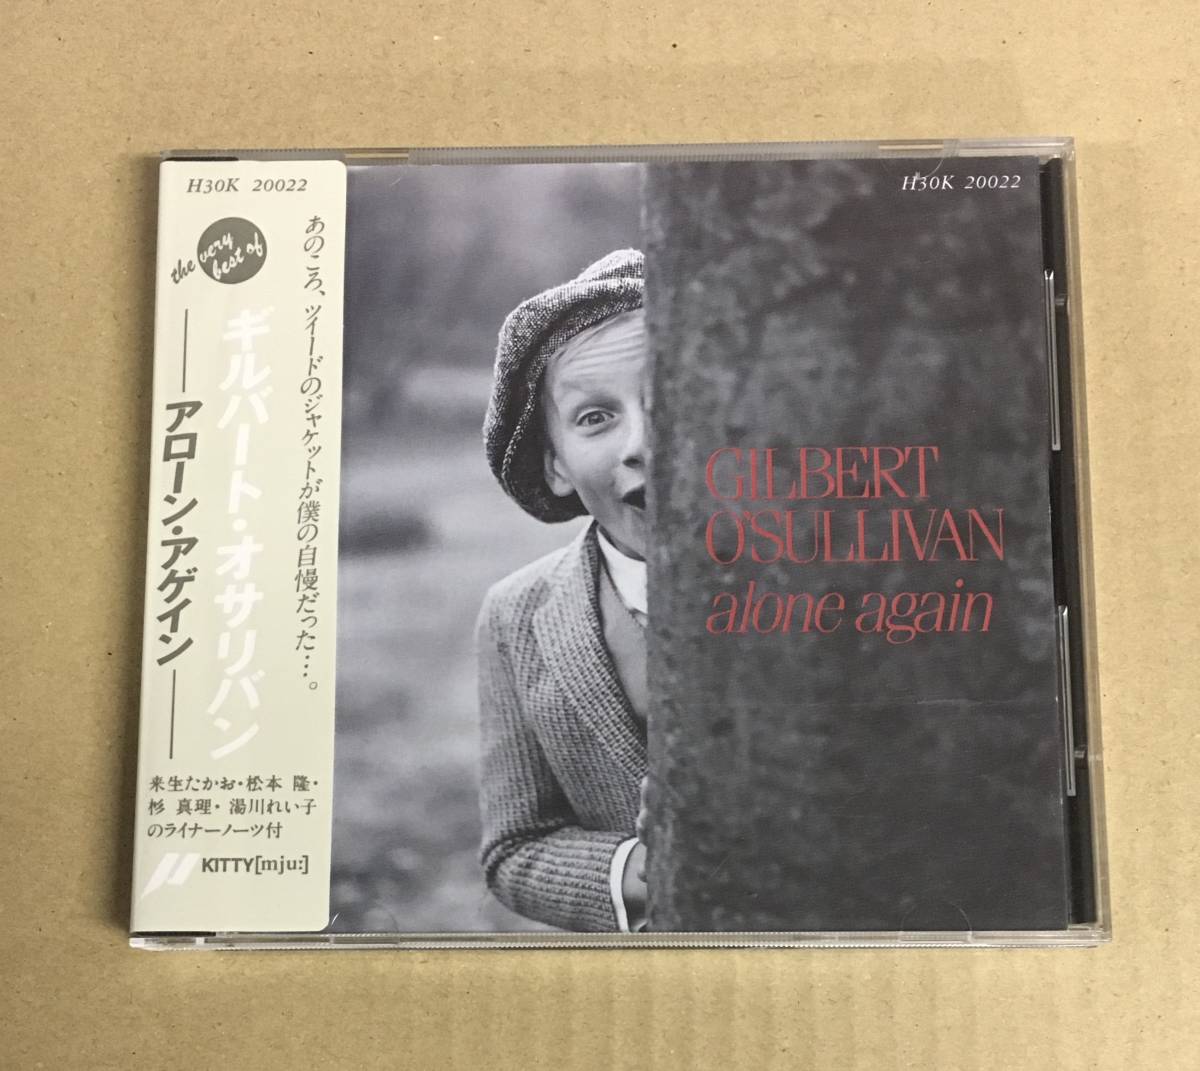 H30K 20022
the very
best of
あのころ、ツイードのジャケットが僕の自慢だった…。
ギルバート・オサリバン
アローン・アゲイン
来生たかお・松本 隆・
杉 真理・湯川れい子
のライナーノーツ付
KITTY[mju:]
H30K 20022
GILBERT
O'SULLIVAN
alone again